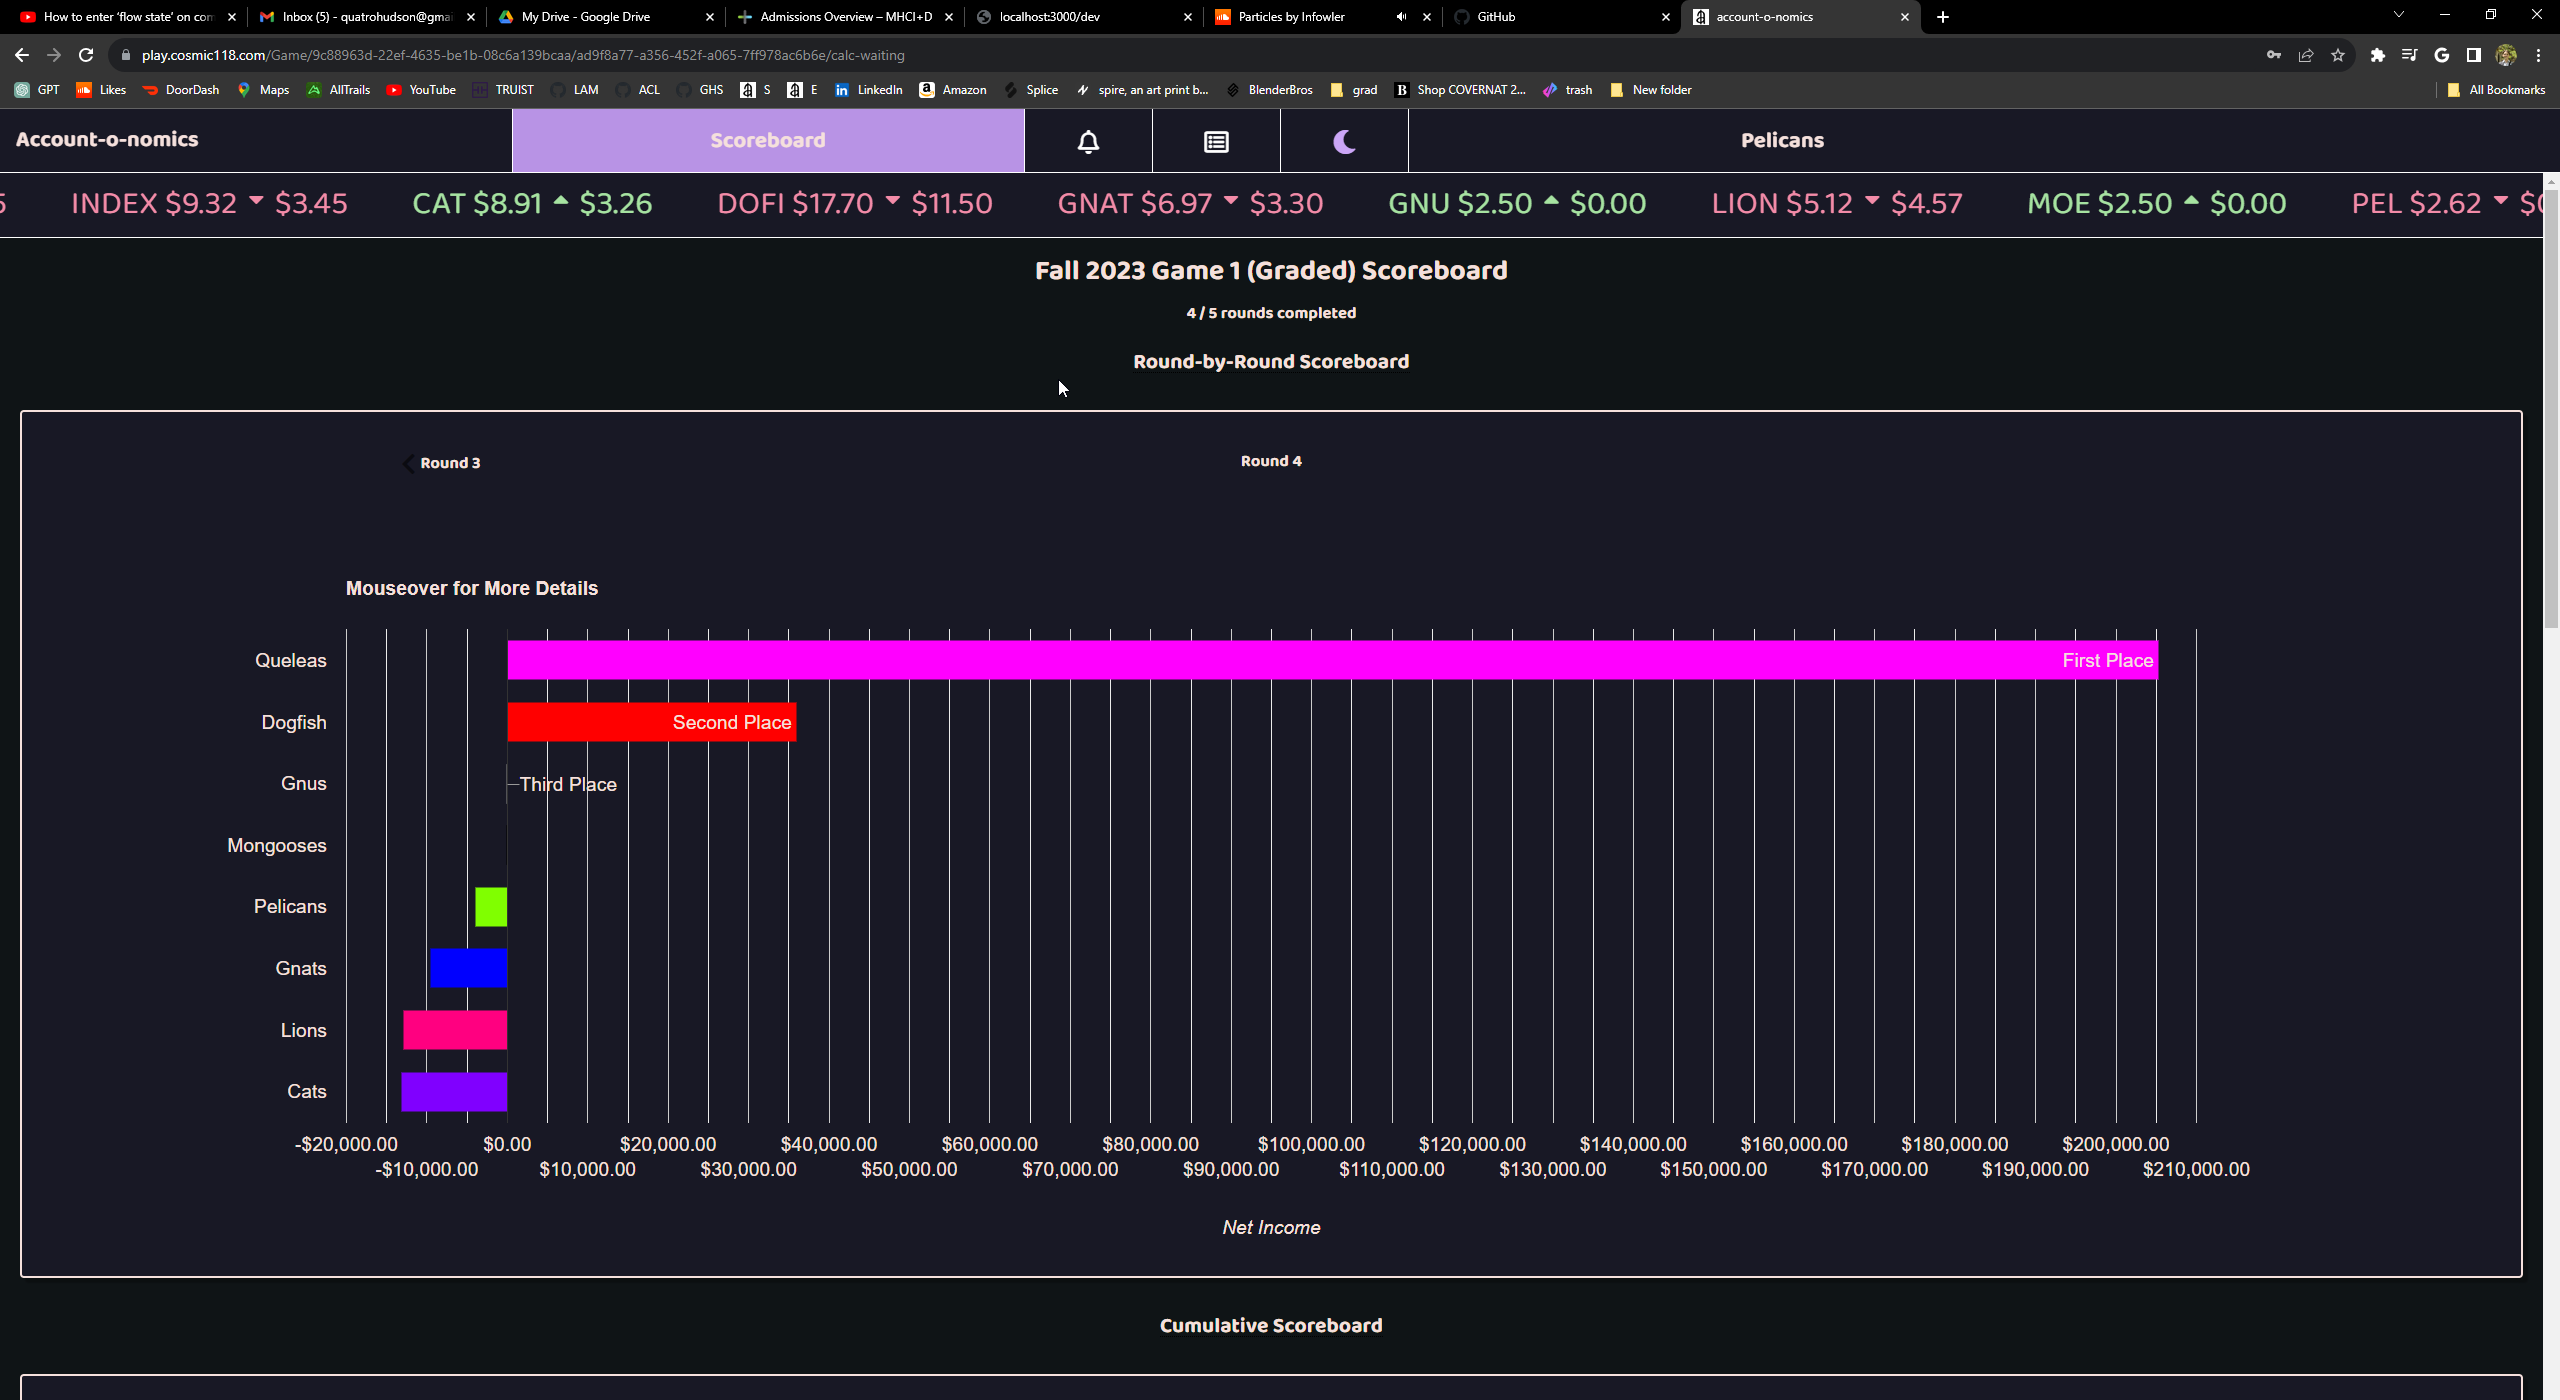 How to enter ‘flow state’ on com
Inbox (5) - quatrohudson@gmai
My Drive - Google Drive
Admissions Overview – MHCI+D
localhost:3000/dev
Particles by Infowler
GitHub
account-o-nomics
play.cosmic118.com/Game/9c88963d-22ef-4635-be1b-08c6a139bcaa/ad9f8a77-a356-452f-a065-7ff978ac6b6e/calc-waiting
GPT Likes DoorDash Maps AllTrails YouTube TRUIST LAM ACL GHS S E LinkedIn Amazon Splice spire, an art print b... BlenderBros grad Shop COVERNAT 2... trash New folder All Bookmarks
Account-o-nomics Scoreboard Pelicans
5 INDEX $9.32 ▼ $3.45 CAT $8.91 ▲ $3.26 DOFI $17.70 ▼ $11.50 GNAT $6.97 ▼ $3.30 GNU $2.50 ▲ $0.00 LION $5.12 ▼ $4.57 MOE $2.50 ▲ $0.00 PEL $2.62 ▼ $0
Fall 2023 Game 1 (Graded) Scoreboard
4 / 5 rounds completed
Round-by-Round Scoreboard
Round 3 Round 4
Mouseover for More Details
Queleas First Place
Dogfish Second Place
Gnus Third Place
Mongooses
Pelicans
Gnats
Lions
Cats
-$20,000.00 $0.00 $20,000.00 $40,000.00 $60,000.00 $80,000.00 $100,000.00 $120,000.00 $140,000.00 $160,000.00 $180,000.00 $200,000.00
-$10,000.00 $10,000.00 $30,000.00 $50,000.00 $70,000.00 $90,000.00 $110,000.00 $130,000.00 $150,000.00 $170,000.00 $190,000.00 $210,000.00
Net Income
Cumulative Scoreboard